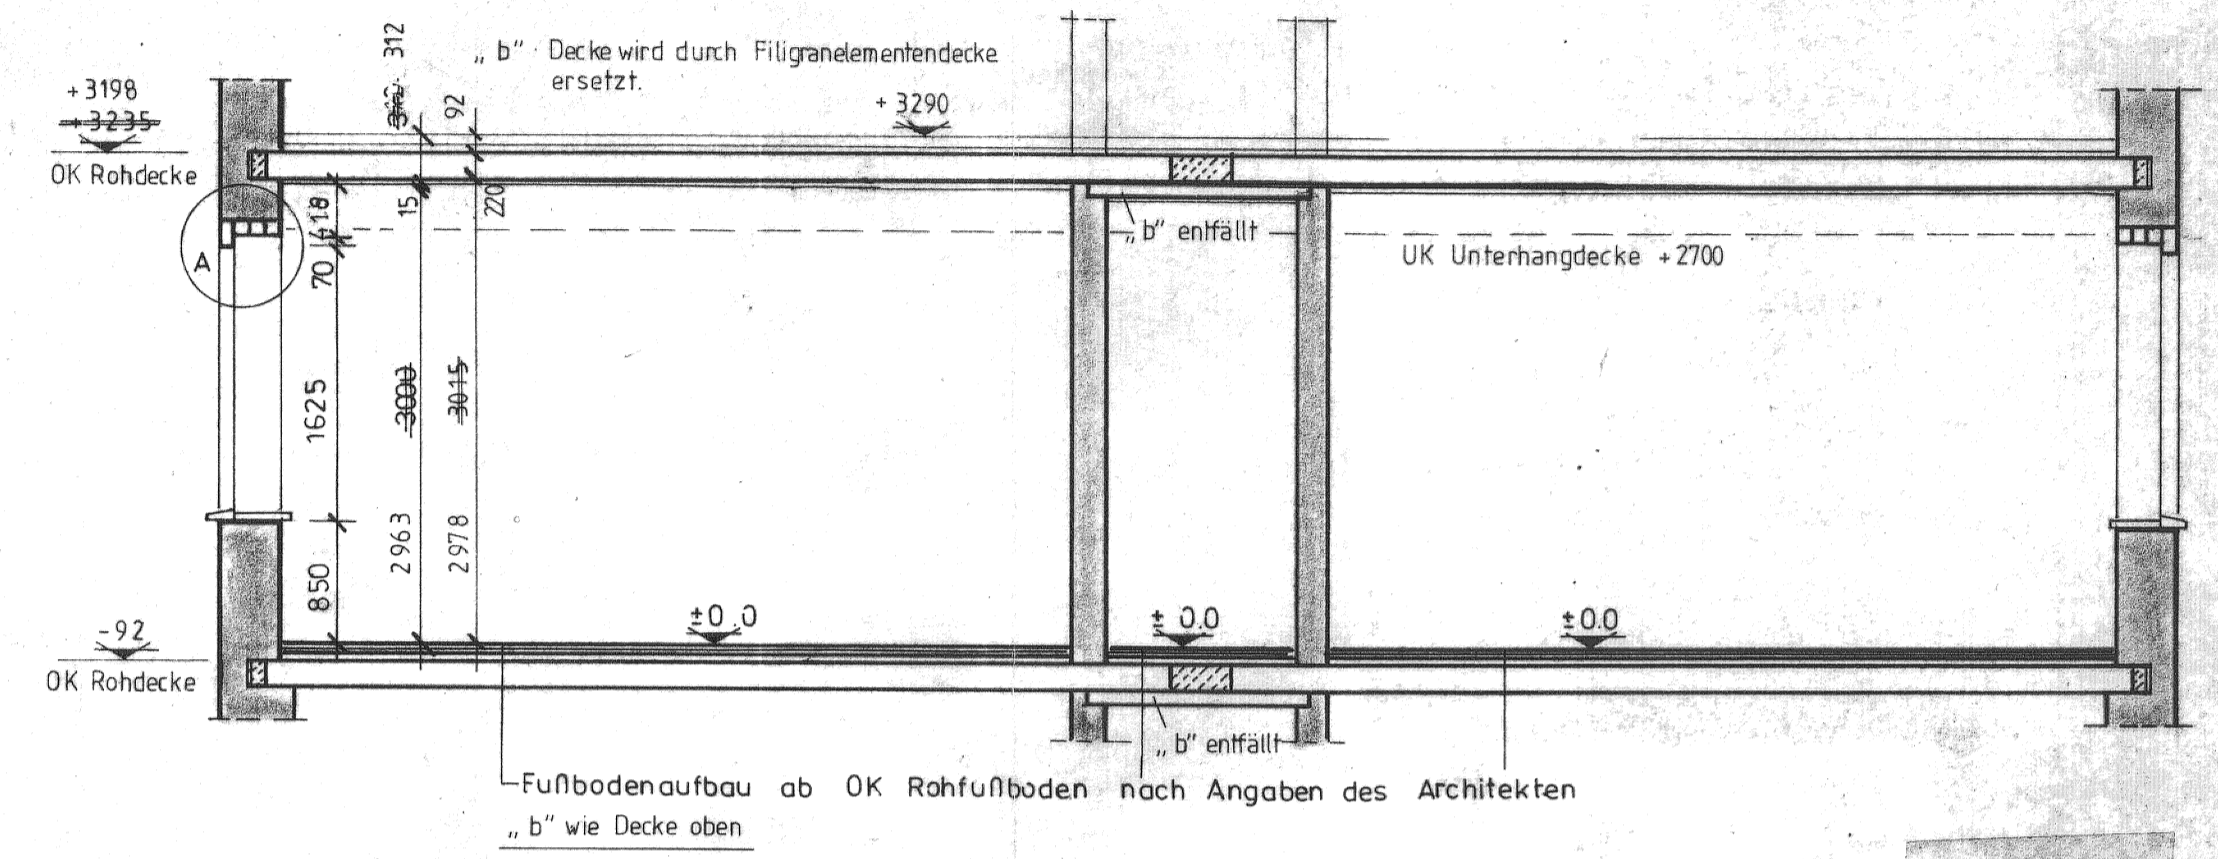 312
312
„ b" Decke wird durch Filigranelementendecke
ersetzt.
+3198
+3235
92
+ 3290
OK Rohdecke
418
15
220
70
A
„ b" entfällt
UK Unterhangdecke +2700
1625
3000
3015
850
2963
2978
-92
±0.0
±0.0
±0.0
OK Rohdecke
„ b" entfällt
Fußbodenaufbau ab OK Rohfußboden nach Angaben des Architekten
„ b" wie Decke oben